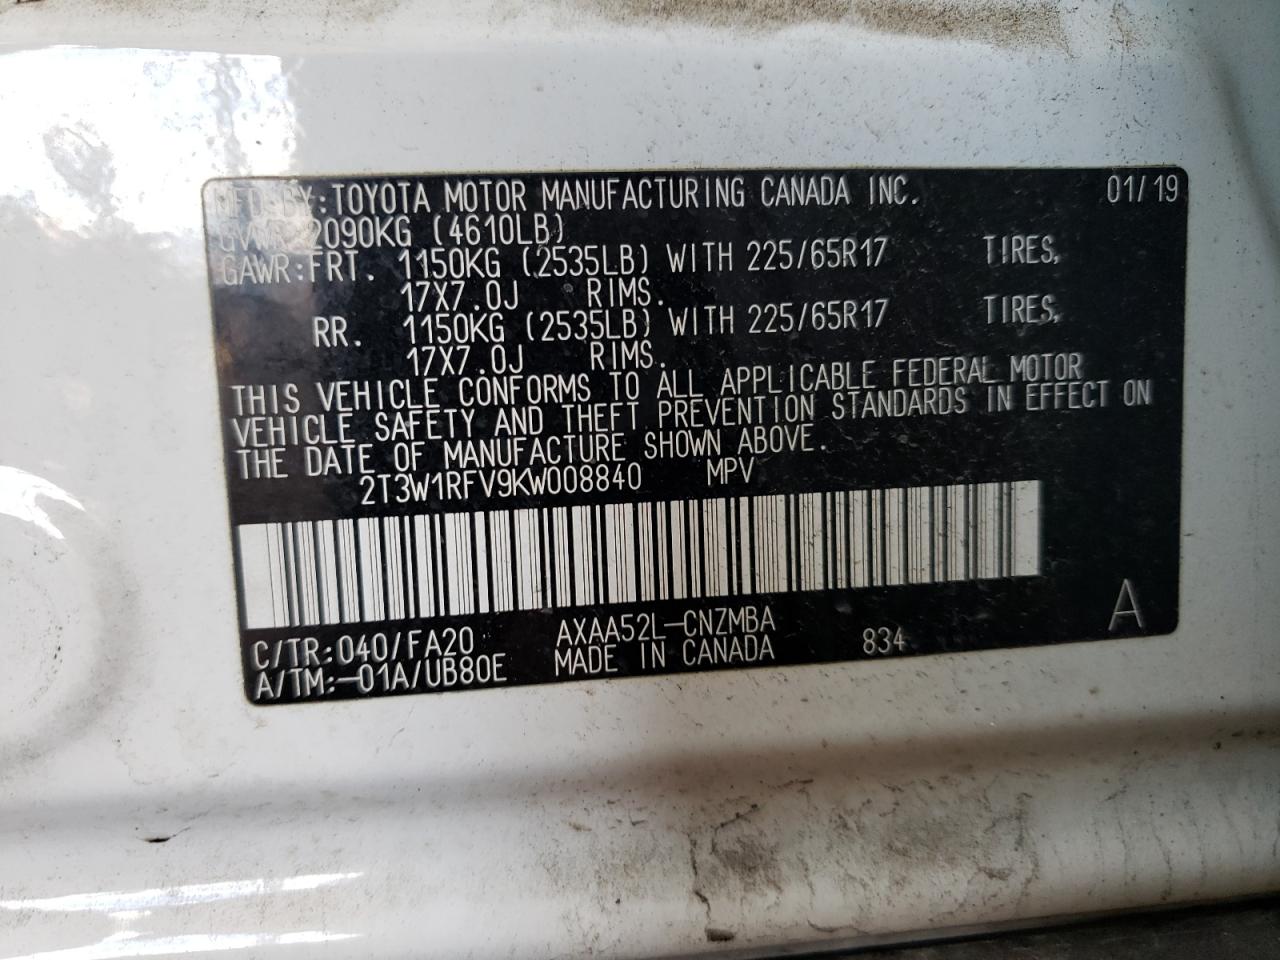 MFD. BY: TOYOTA MOTOR MANUFACTURING CANADA INC. 01/19
GVWR 2090KG (4610LB)
GAWR: FRT. 1150KG (2535LB) WITH 225/65R17 TIRES,
17X7.0J RIMS.
RR. 1150KG (2535LB) WITH 225/65R17 TIRES,
17X7.0J RIMS.
THIS VEHICLE CONFORMS TO ALL APPLICABLE FEDERAL MOTOR
VEHICLE SAFETY AND THEFT PREVENTION STANDARDS IN EFFECT ON
THE DATE OF MANUFACTURE SHOWN ABOVE.
2T3W1RFV9KW008840 MPV
C/TR: 040/FA20 AXAA52L-CNZMBA 834 A
A/TM: -01A/UB80E MADE IN CANADA